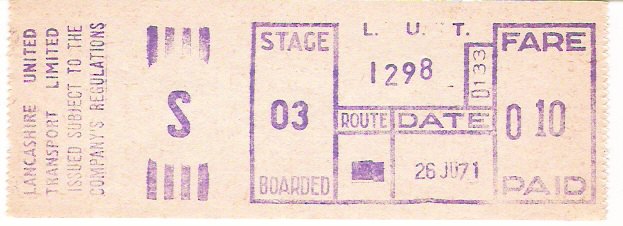 LANCASHIRE UNITED
TRANSPORT LIMITED
ISSUED SUBJECT TO THE
COMPANY'S REGULATIONS
S
STAGE
03
BOARDED
L. U. T.
1298
D133
ROUTE
DATE
26 JU71
FARE
0 10
PAID